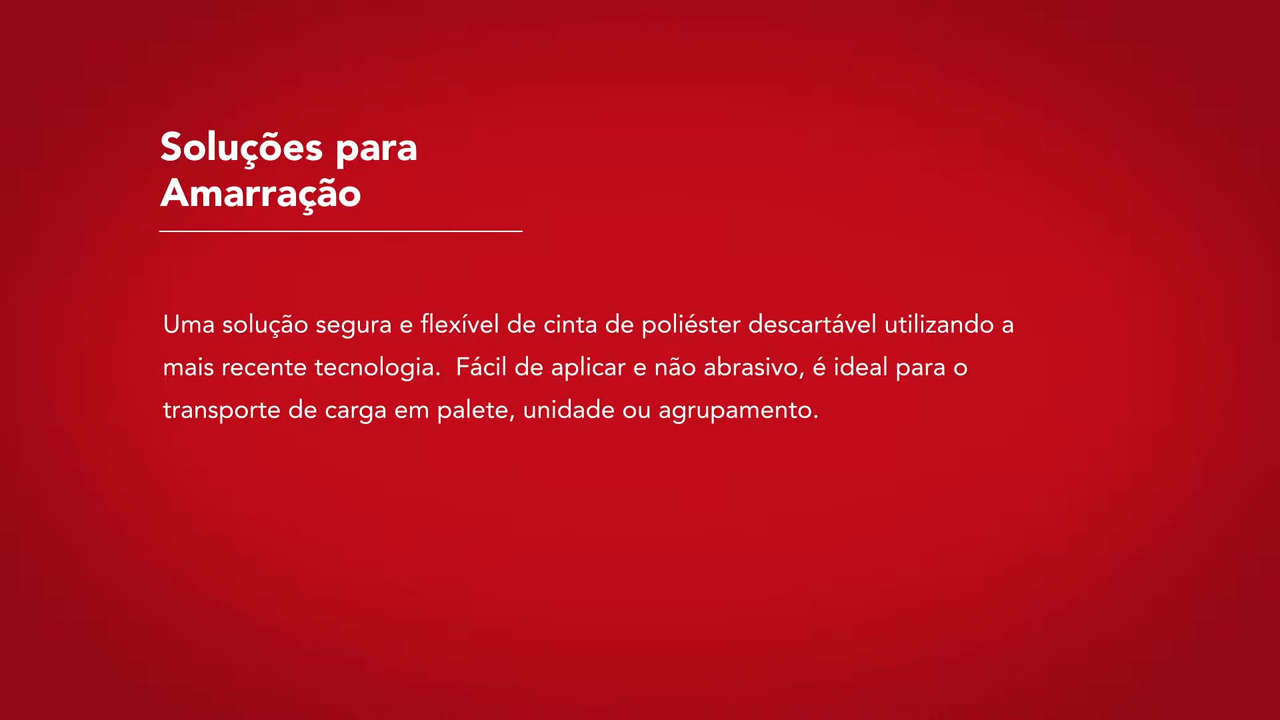 Soluções para
Amarração
Uma solução segura e flexível de cinta de poliéster descartável utilizando a
mais recente tecnologia.  Fácil de aplicar e não abrasivo, é ideal para o
transporte de carga em palete, unidade ou agrupamento.